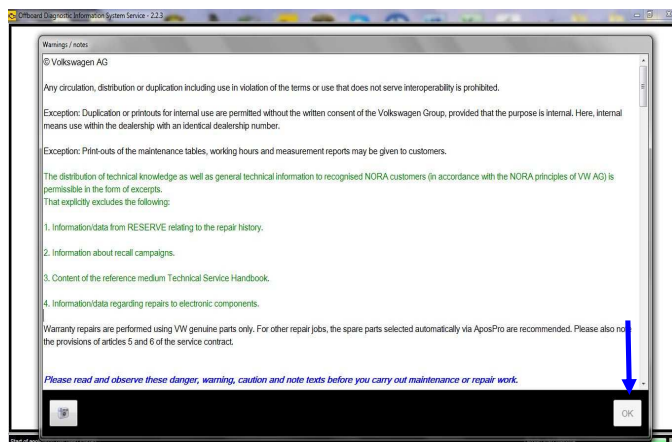 Offboard Diagnostic Information System Service - 2.2.3
Warnings / notes
© Volkswagen AG
Any circulation, distribution or duplication including use in violation of the terms or use that does not serve interoperability is prohibited.
Exception: Duplication or printouts for internal use are permitted without the written consent of the Volkswagen Group, provided that the purpose is internal. Here, internal
means use within the dealership with an identical dealership number.
Exception: Print-outs of the maintenance tables, working hours and measurement reports may be given to customers.
The distribution of technical knowledge as well as general technical information to recognised NORA customers (in accordance with the NORA principles of VW AG) is
permissible in the form of excerpts.
That explicitly excludes the following:
1. Information/data from RESERVE relating to the repair history.
2. Information about recall campaigns.
3. Content of the reference medium Technical Service Handbook.
4. Information/data regarding repairs to electronic components.
Warranty repairs are performed using VW genuine parts only. For other repair jobs, the spare parts selected automatically via AposPro are recommended. Please also note
the provisions of articles 5 and 6 of the service contract.
Please read and observe these danger, warning, caution and note texts before you carry out maintenance or repair work.
OK
Start of